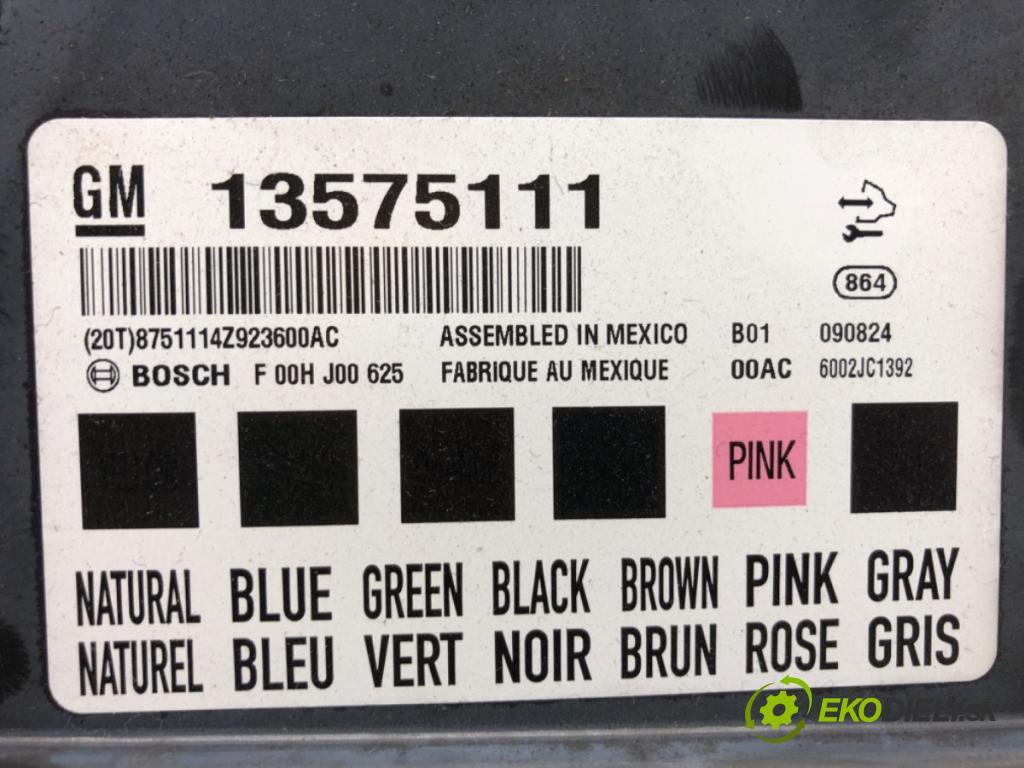 GM 13575111
864
(20T)8751114Z923600AC ASSEMBLED IN MEXICO B01 090824
BOSCH F 00H J00 625 FABRIQUE AU MEXIQUE 00AC 6002JC1392
PINK
NATURAL BLUE GREEN BLACK BROWN PINK GRAY
NATUREL BLEU VERT NOIR BRUN ROSE GRIS
EKODIELY.SK